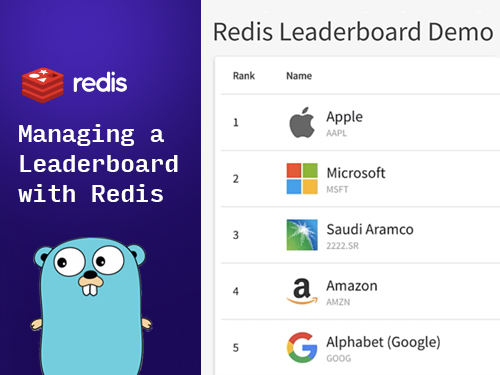 redis
Managing a
Leaderboard
with Redis
Redis Leaderboard Demo
Rank Name
1 Apple
AAPL
2 Microsoft
MSFT
3 Saudi Aramco
2222.SR
4 Amazon
AMZN
5 Alphabet (Google)
GOOG